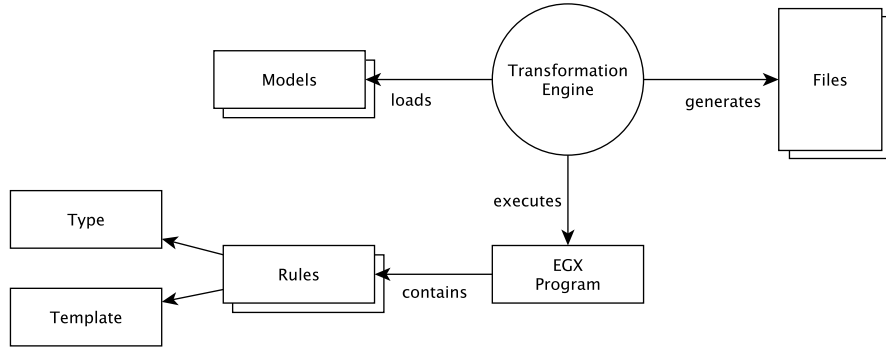 Transformation
Engine
Models
Files
loads
generates
executes
Type
Rules
EGX
Program
contains
Template